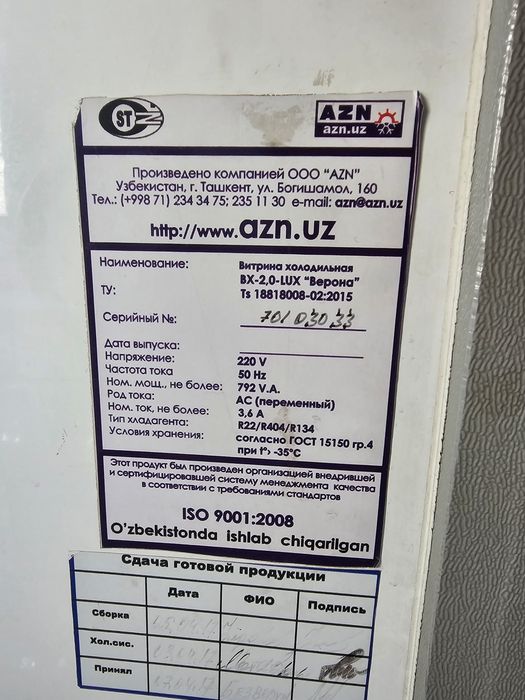 ST
AZN
azn.uz
Произведено компанией ООО "AZN"
Узбекистан, г. Ташкент, ул. Богишамол, 160
Тел.: (+998 71) 234 34 75; 235 11 30 e-mail: azn@azn.uz
http://www.azn.uz
Наименование: Витрина холодильная
ВХ-2,0-LUX "Верона"
ТУ: Ts 18818008-02:2015
Серийный №: 70103033
Дата выпуска:
Напряжение: 220 V
Частота тока 50 Hz
Ном. мощ., не более: 792 V.A.
Род тока: AC (переменный)
Ном. ток, не более: 3,6 A
Тип хладагента: R22/R404/R134
Условия хранения: согласно ГОСТ 15150 гр.4
при t°> -35°C
Этот продукт был произведен организацией внедрившей
и сертифицировавшей систему менеджмента качества
в соответствии с требованиями стандартов
ISO 9001:2008
O'zbekistonda ishlab chiqarilgan
Сдача готовой продукции
Дата ФИО Подпись
Сборка
Хол.сис.
Принял